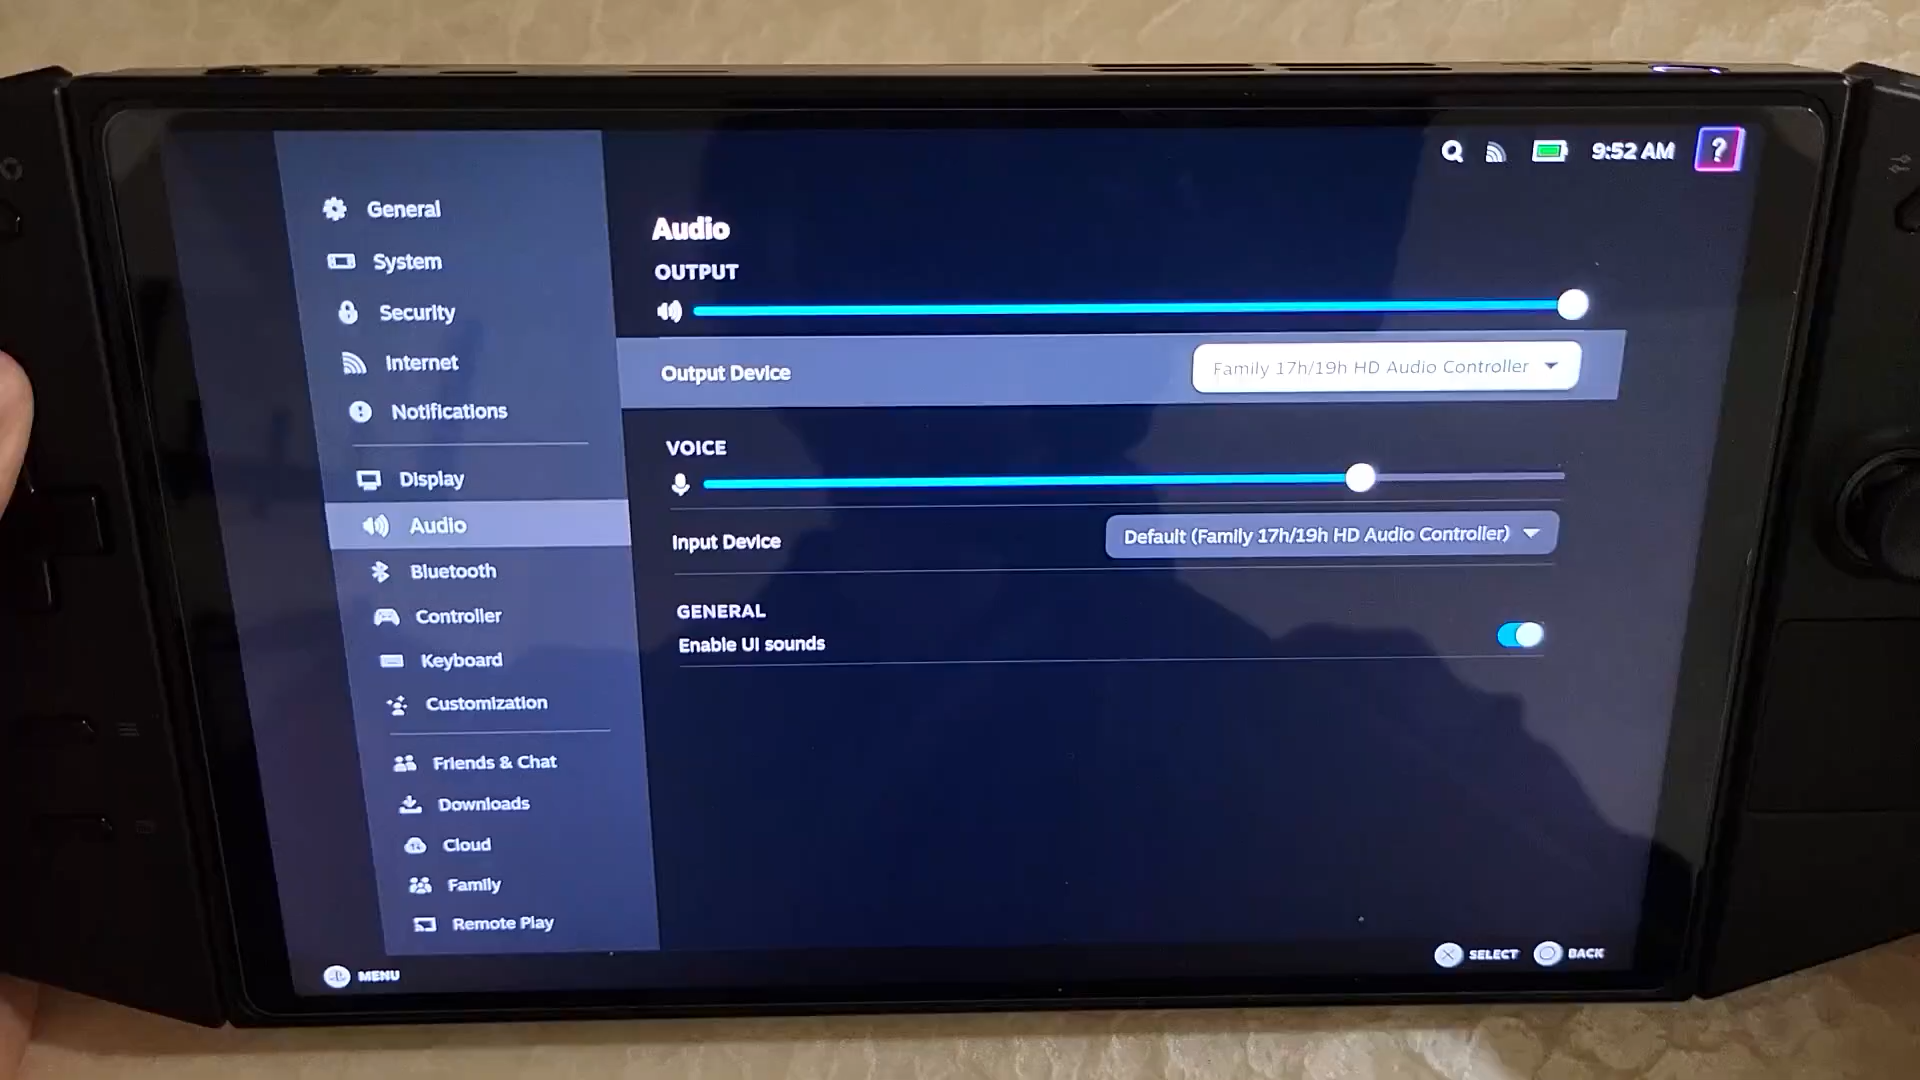 9:52 AM
?
General
System
Security
Internet
Notifications
Display
Audio
Bluetooth
Controller
Keyboard
Customization
Friends & Chat
Downloads
Cloud
Family
Remote Play
Audio
OUTPUT
Output Device
Family 17h/19h HD Audio Controller
VOICE
Input Device
Default (Family 17h/19h HD Audio Controller)
GENERAL
Enable UI sounds
MENU
SELECT
BACK